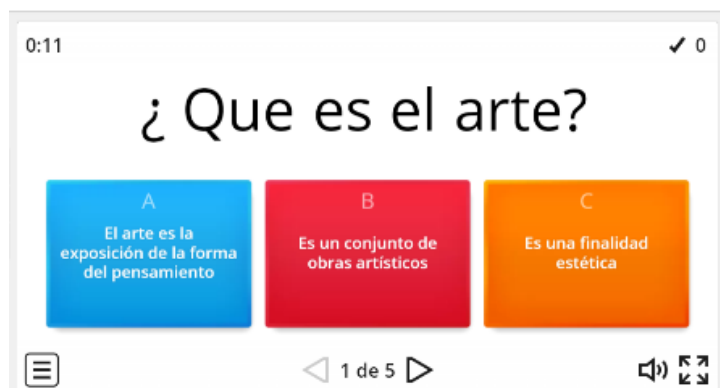 0:11
✔ 0
¿ Que es el arte?
A
El arte es la
exposición de la forma
del pensamiento
B
Es un conjunto de
obras artísticos
C
Es una finalidad
estética
1 de 5